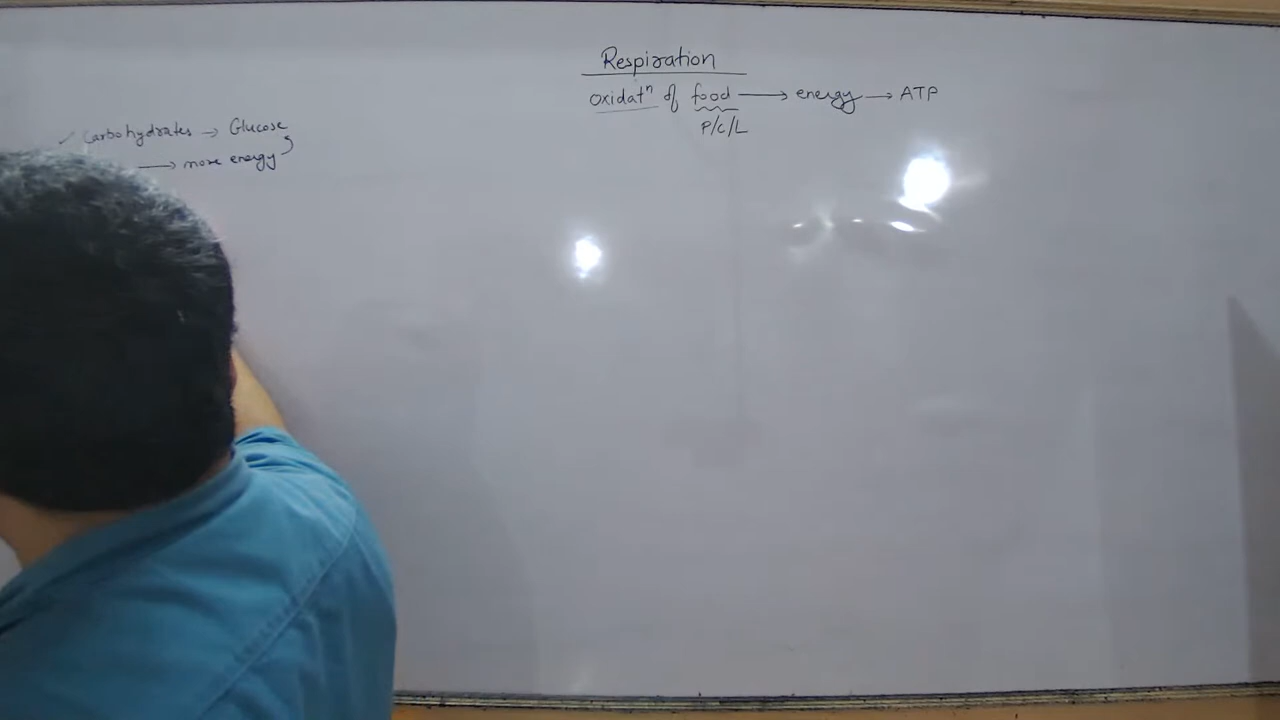 Respiration
oxidatⁿ of food → energy → ATP
P/C/L
✓ Carbohydrates → Glucose
→ more energy